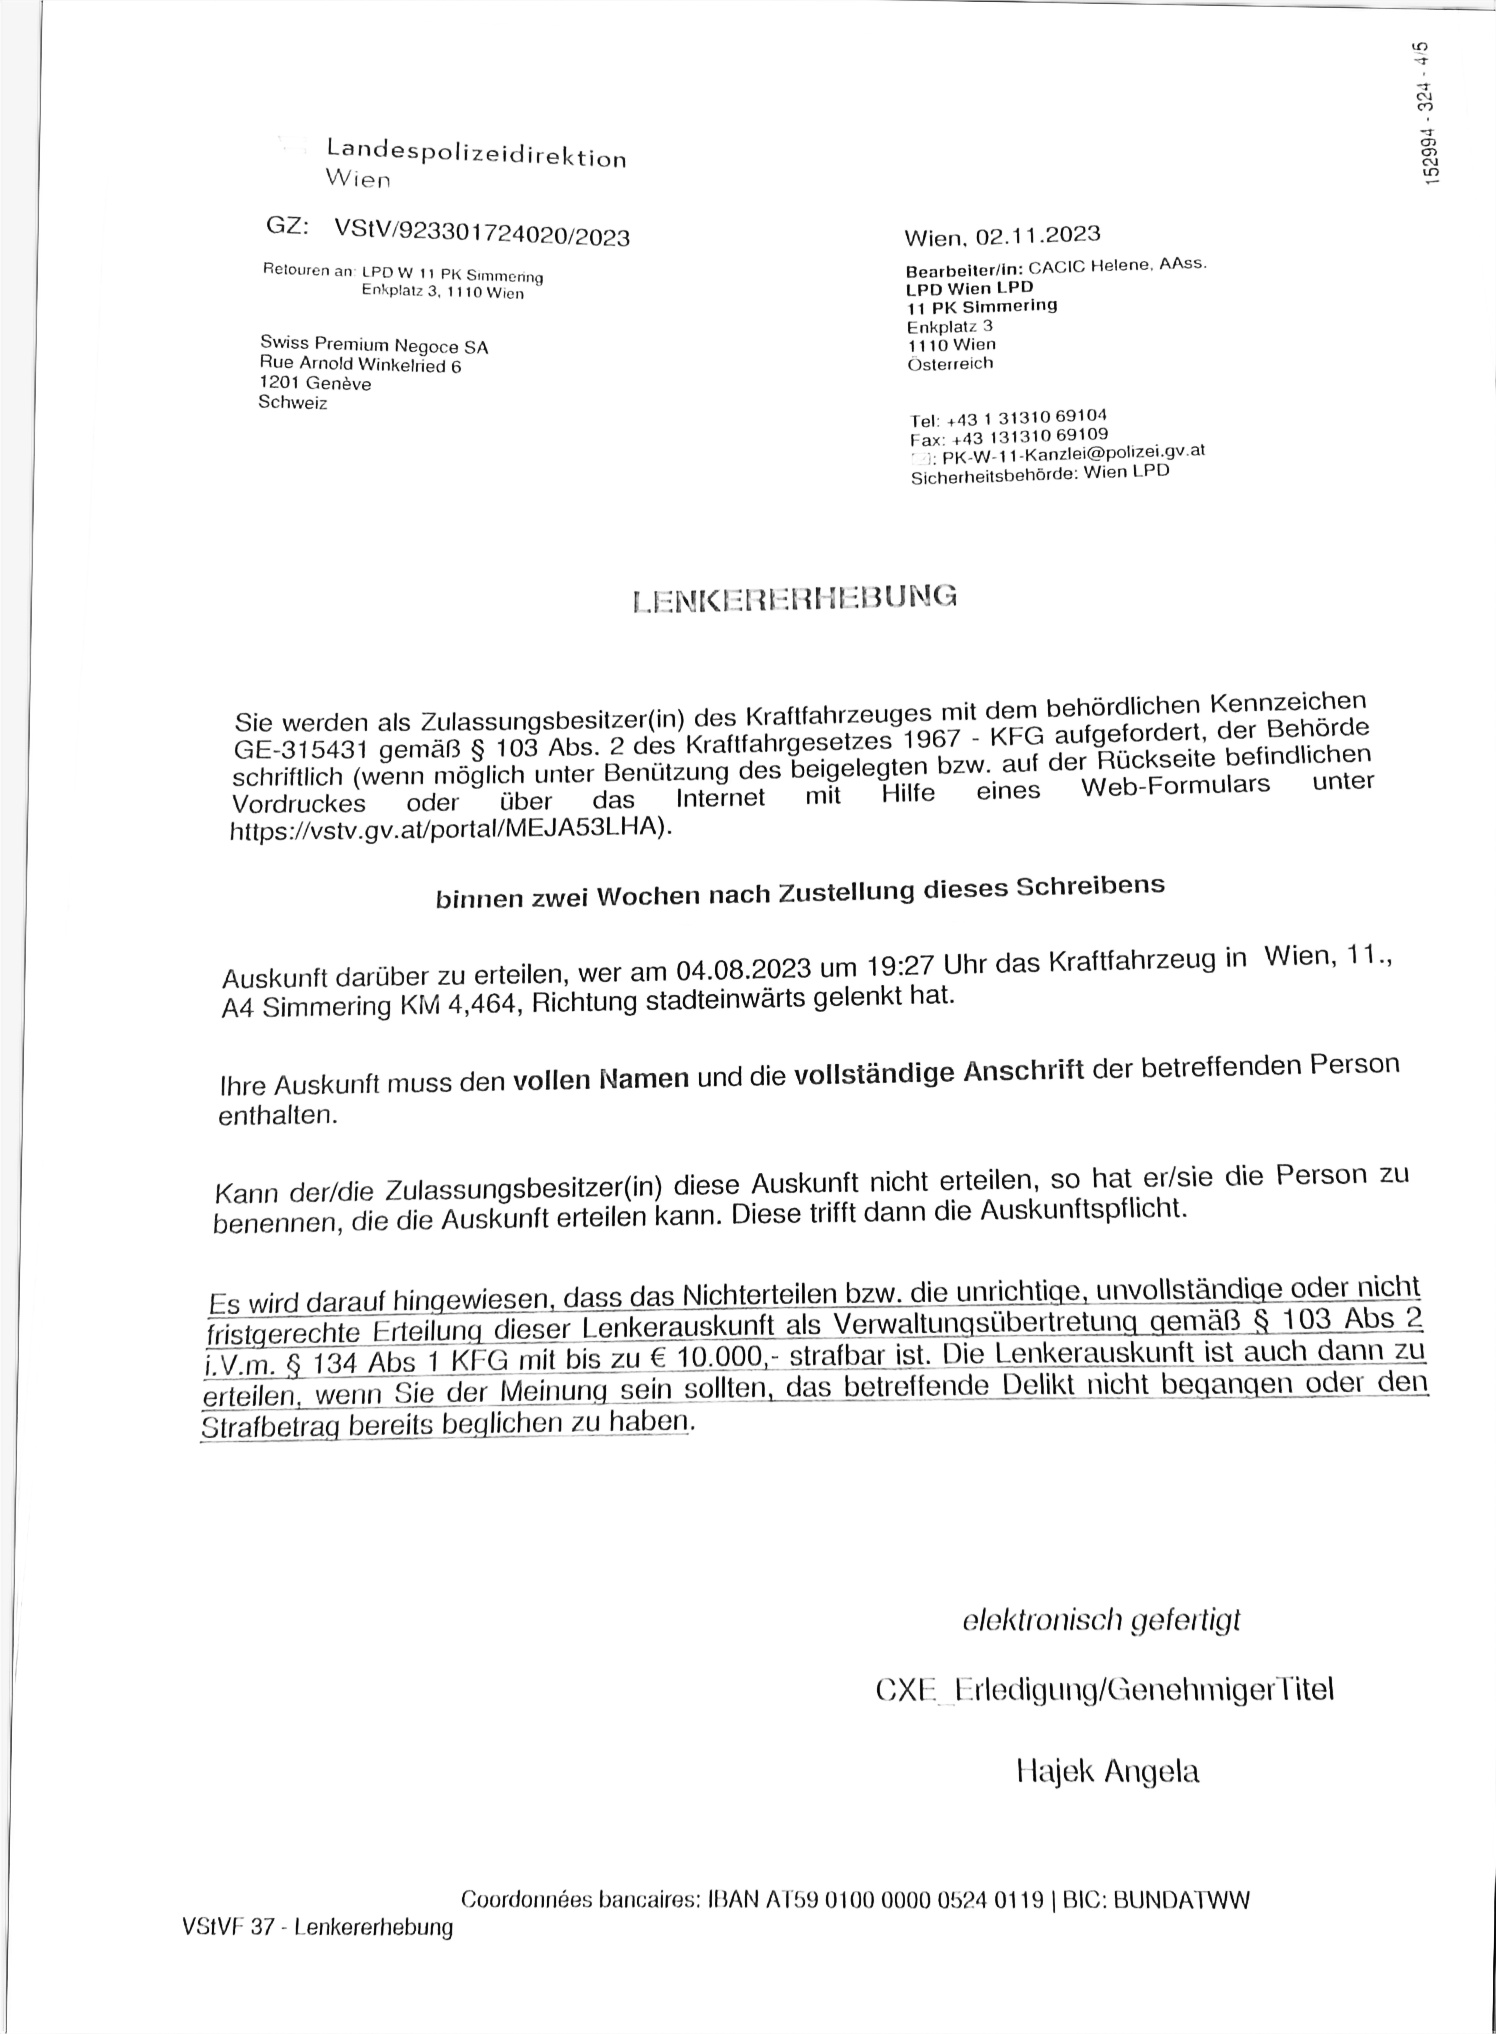 152994 - 324 - 4/5
Landespolizeidirektion
Wien
GZ: VStV/923301724020/2023
Retouren an: LPD W 11 PK Simmering
Enkplatz 3, 1110 Wien
Swiss Premium Negoce SA
Rue Arnold Winkelried 6
1201 Genève
Schweiz
Wien, 02.11.2023
Bearbeiter/in: CACIC Helene, AAss.
LPD Wien LPD
11 PK Simmering
Enkplatz 3
1110 Wien
Österreich
Tel: +43 1 31310 69104
Fax: +43 131310 69109
: PK-W-11-Kanzlei@polizei.gv.at
Sicherheitsbehörde: Wien LPD
LENKERERHEBUNG
Sie werden als Zulassungsbesitzer(in) des Kraftfahrzeuges mit dem behördlichen Kennzeichen
GE-315431 gemäß § 103 Abs. 2 des Kraftfahrgesetzes 1967 - KFG aufgefordert, der Behörde
schriftlich (wenn möglich unter Benützung des beigelegten bzw. auf der Rückseite befindlichen
Vordruckes oder über das Internet mit Hilfe eines Web-Formulars unter
https://vstv.gv.at/portal/MEJA53LHA).
binnen zwei Wochen nach Zustellung dieses Schreibens
Auskunft darüber zu erteilen, wer am 04.08.2023 um 19:27 Uhr das Kraftfahrzeug in Wien, 11.,
A4 Simmering KM 4,464, Richtung stadteinwärts gelenkt hat.
Ihre Auskunft muss den vollen Namen und die vollständige Anschrift der betreffenden Person
enthalten.
Kann der/die Zulassungsbesitzer(in) diese Auskunft nicht erteilen, so hat er/sie die Person zu
benennen, die die Auskunft erteilen kann. Diese trifft dann die Auskunftspflicht.
Es wird darauf hingewiesen, dass das Nichterteilen bzw. die unrichtige, unvollständige oder nicht
fristgerechte Erteilung dieser Lenkerauskunft als Verwaltungsübertretung gemäß § 103 Abs 2
i.V.m. § 134 Abs 1 KFG mit bis zu € 10.000,- strafbar ist. Die Lenkerauskunft ist auch dann zu
erteilen, wenn Sie der Meinung sein sollten, das betreffende Delikt nicht begangen oder den
Strafbetrag bereits beglichen zu haben.
elektronisch gefertigt
CXE_Erledigung/GenehmigerTitel
Hajek Angela
Coordonnées bancaires: IBAN AT59 0100 0000 0524 0119 | BIC: BUNDATWW
VStVF 37 - Lenkererhebung